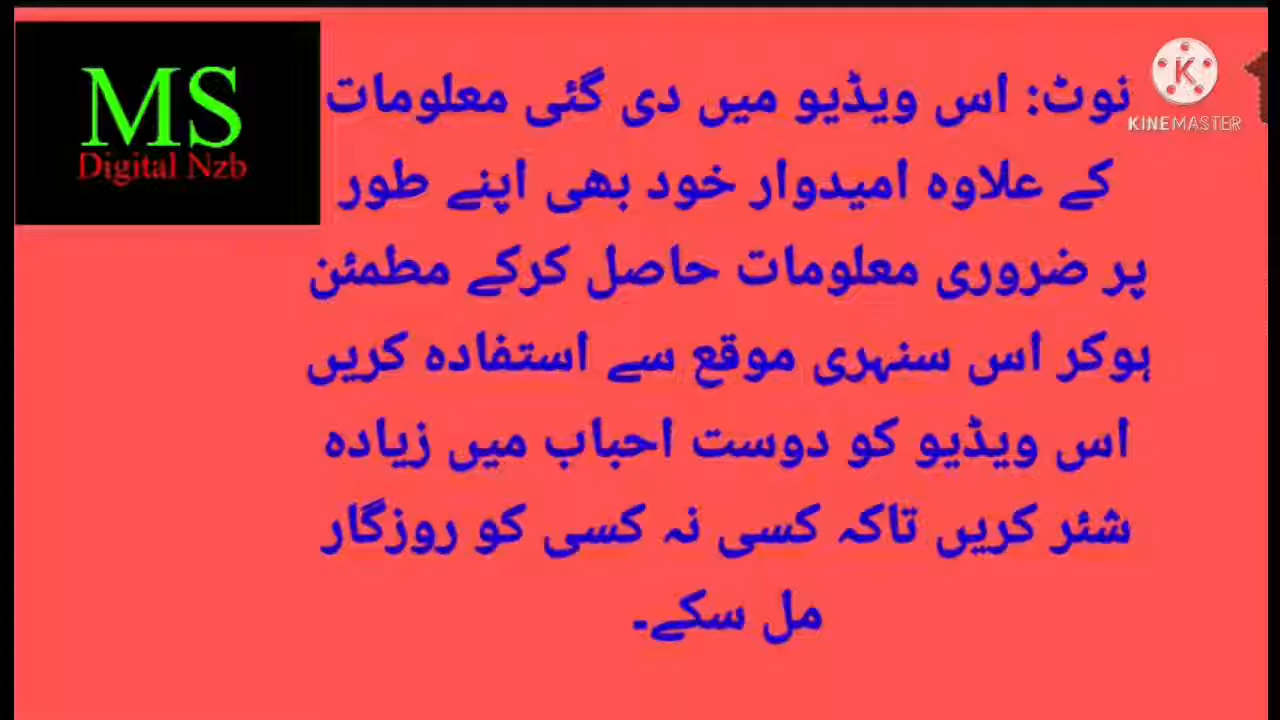 MS
Digital Nzb
KINEMASTER
نوٹ: اس ویڈیو میں دی گئی معلومات
کے علاوہ امیدوار خود بھی اپنے طور
پر ضروری معلومات حاصل کرکے مطمئن
ہوکر اس سنہری موقع سے استفادہ کریں
اس ویڈیو کو دوست احباب میں زیادہ
شئر کریں تاکہ کسی نہ کسی کو روزگار
مل سکے۔